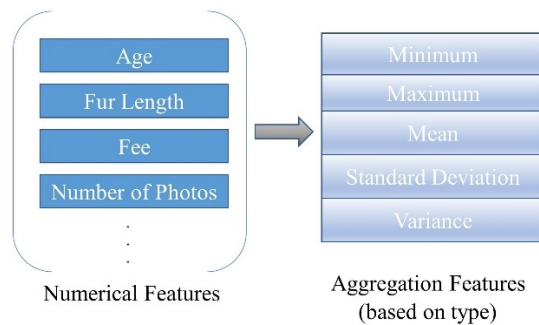 Age
Fur Length
Fee
Number of Photos
.
.
.
Numerical Features
Minimum
Maximum
Mean
Standard Deviation
Variance
Aggregation Features
(based on type)